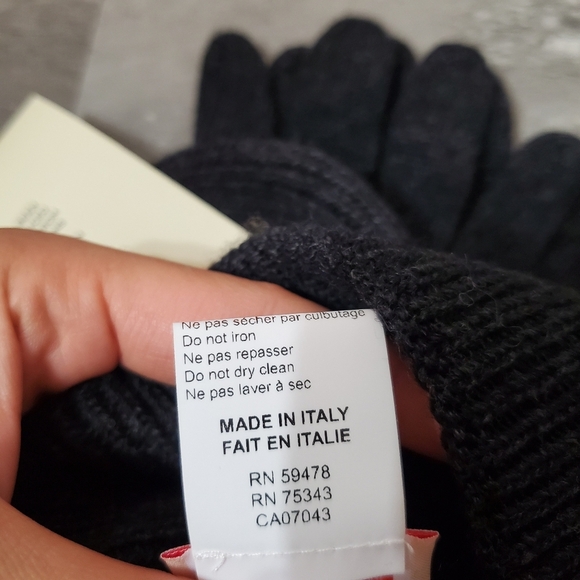 Ne pas sécher par culbutage
Do not iron
Ne pas repasser
Do not dry clean
Ne pas laver à sec
MADE IN ITALY
FAIT EN ITALIE
RN 59478
RN 75343
CA07043